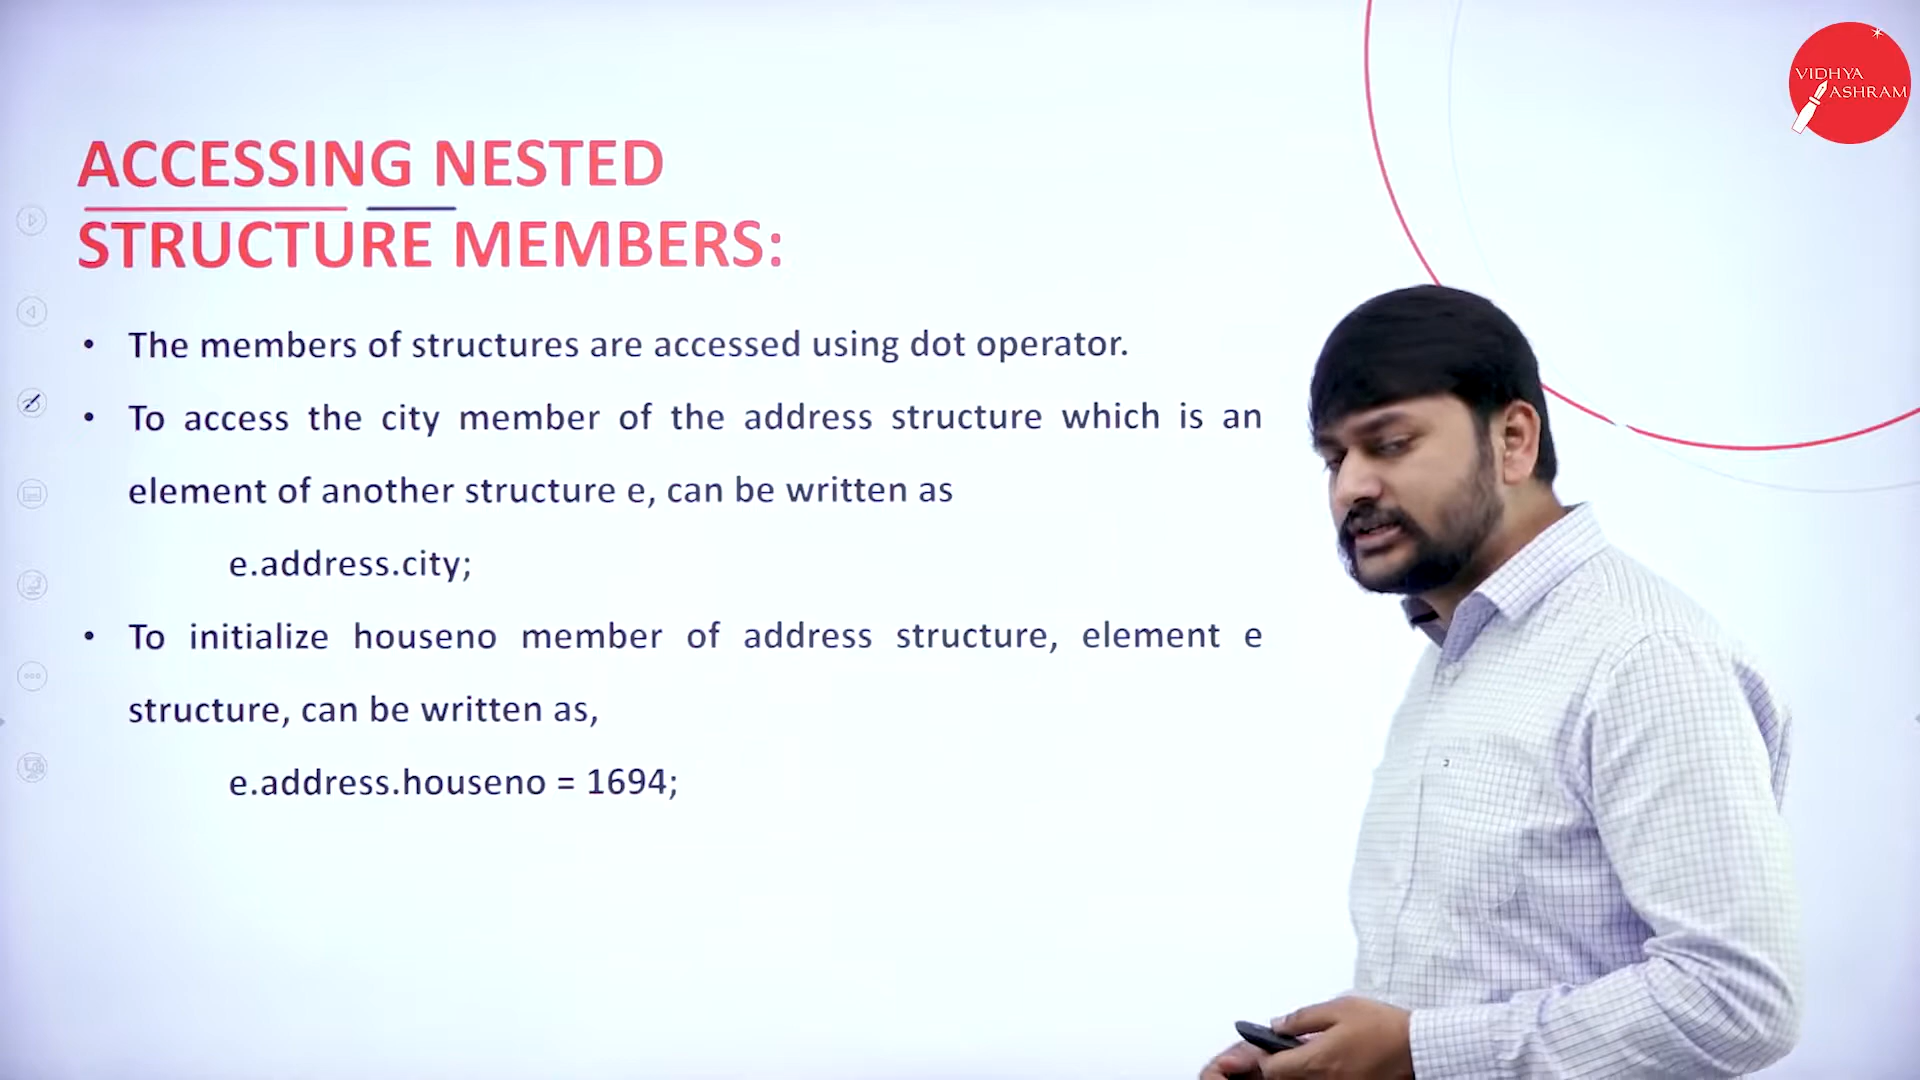 VIDHYA
ASHRAM
ACCESSING NESTED
STRUCTURE MEMBERS:
• The members of structures are accessed using dot operator.
• To access the city member of the address structure which is an
element of another structure e, can be written as
e.address.city;
• To initialize houseno member of address structure, element e
structure, can be written as,
e.address.houseno = 1694;